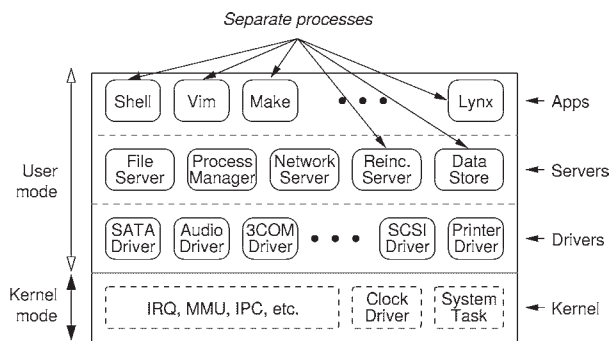 Separate processes
Shell Vim Make Lynx Apps
File Server Process Manager Network Server Reinc. Server Data Store Servers
User mode
SATA Driver Audio Driver 3COM Driver SCSI Driver Printer Driver Drivers
Kernel mode
IRQ, MMU, IPC, etc. Clock Driver System Task Kernel